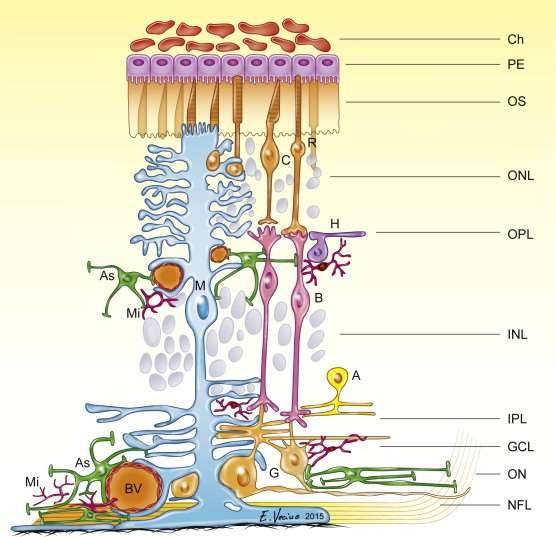 Ch
PE
OS
R
C
ONL
H
OPL
As
M
Mi
B
INL
A
IPL
GCL
As
G
ON
Mi
BV
NFL
E. Vecino 2015